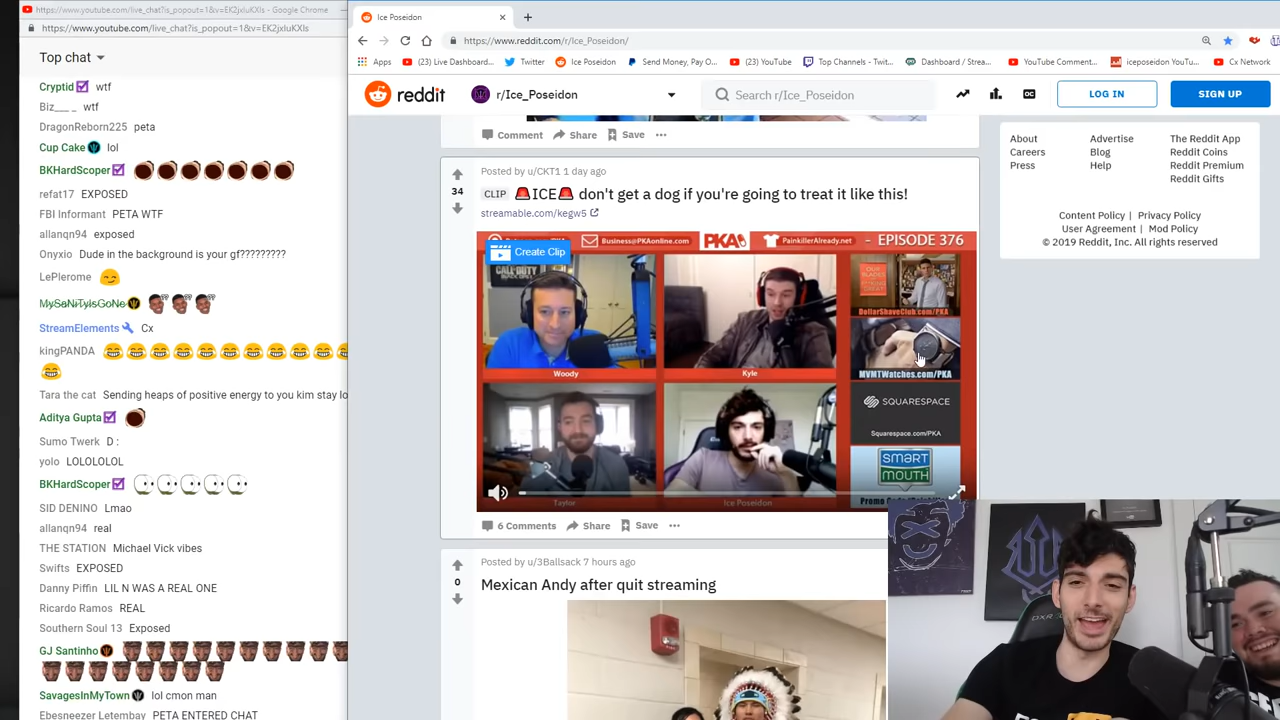 https://www.youtube.com/live_chat?is_popout=1&v=EK2jxIuKXIs - Google Chrome
https://www.youtube.com/live_chat?is_popout=1&v=EK2jxIuKXIs
Top chat
Cryptid wtf
Biz___ _ wtf
DragonReborn225 peta
Cup Cake lol
BKHardScoper
refat17 EXPOSED
FBI Informant PETA WTF
allanqn94 exposed
Onyxio Dude in the background is your gf?????????
LePierome
MySaNiTyIsGoNe
StreamElements Cx
kingPANDA
Tara the cat Sending heaps of positive energy to you kim stay lo
Aditya Gupta
Sumo Twerk D :
yolo LOLOLOLOL
BKHardScoper
SID DENINO Lmao
allanqn94 real
THE STATION Michael Vick vibes
Swifts EXPOSED
Danny Piffin LIL N WAS A REAL ONE
Ricardo Ramos REAL
Southern Soul 13 Exposed
GJ Santinho
SavagesInMyTown lol cmon man
Ebesneezer Letembay PETA ENTERED CHAT
Ice Poseidon
https://www.reddit.com/r/Ice_Poseidon/
Apps (23) Live Dashboard... Twitter Ice Poseidon Send Money, Pay O... (23) YouTube Top Channels - Twit... Dashboard / Strea... YouTube Comment... iceposeidon YouTu... Cx Network
reddit r/Ice_Poseidon Search r/Ice_Poseidon LOG IN SIGN UP
Comment Share Save
Posted by u/CKT1 1 day ago
34
CLIP ICE don't get a dog if you're going to treat it like this!
streamable.com/kegw5
Business@PKAonline.com PKA PainkillerAlready.net - EPISODE 376
Create Clip
CALL OF DUTY
Woody
Kyle
Taylor
Ice Poseidon
OUR BLADES
DollarShaveClub.com/PKA
MVMTWatches.com/PKA
SQUARESPACE
Squarespace.com/PKA
SMART MOUTH
6 Comments Share Save
Posted by u/3Ballsack 7 hours ago
0
Mexican Andy after quit streaming
About Advertise The Reddit App
Careers Blog Reddit Coins
Press Help Reddit Premium
Reddit Gifts
Content Policy | Privacy Policy
User Agreement | Mod Policy
© 2019 Reddit, Inc. All rights reserved
DXR